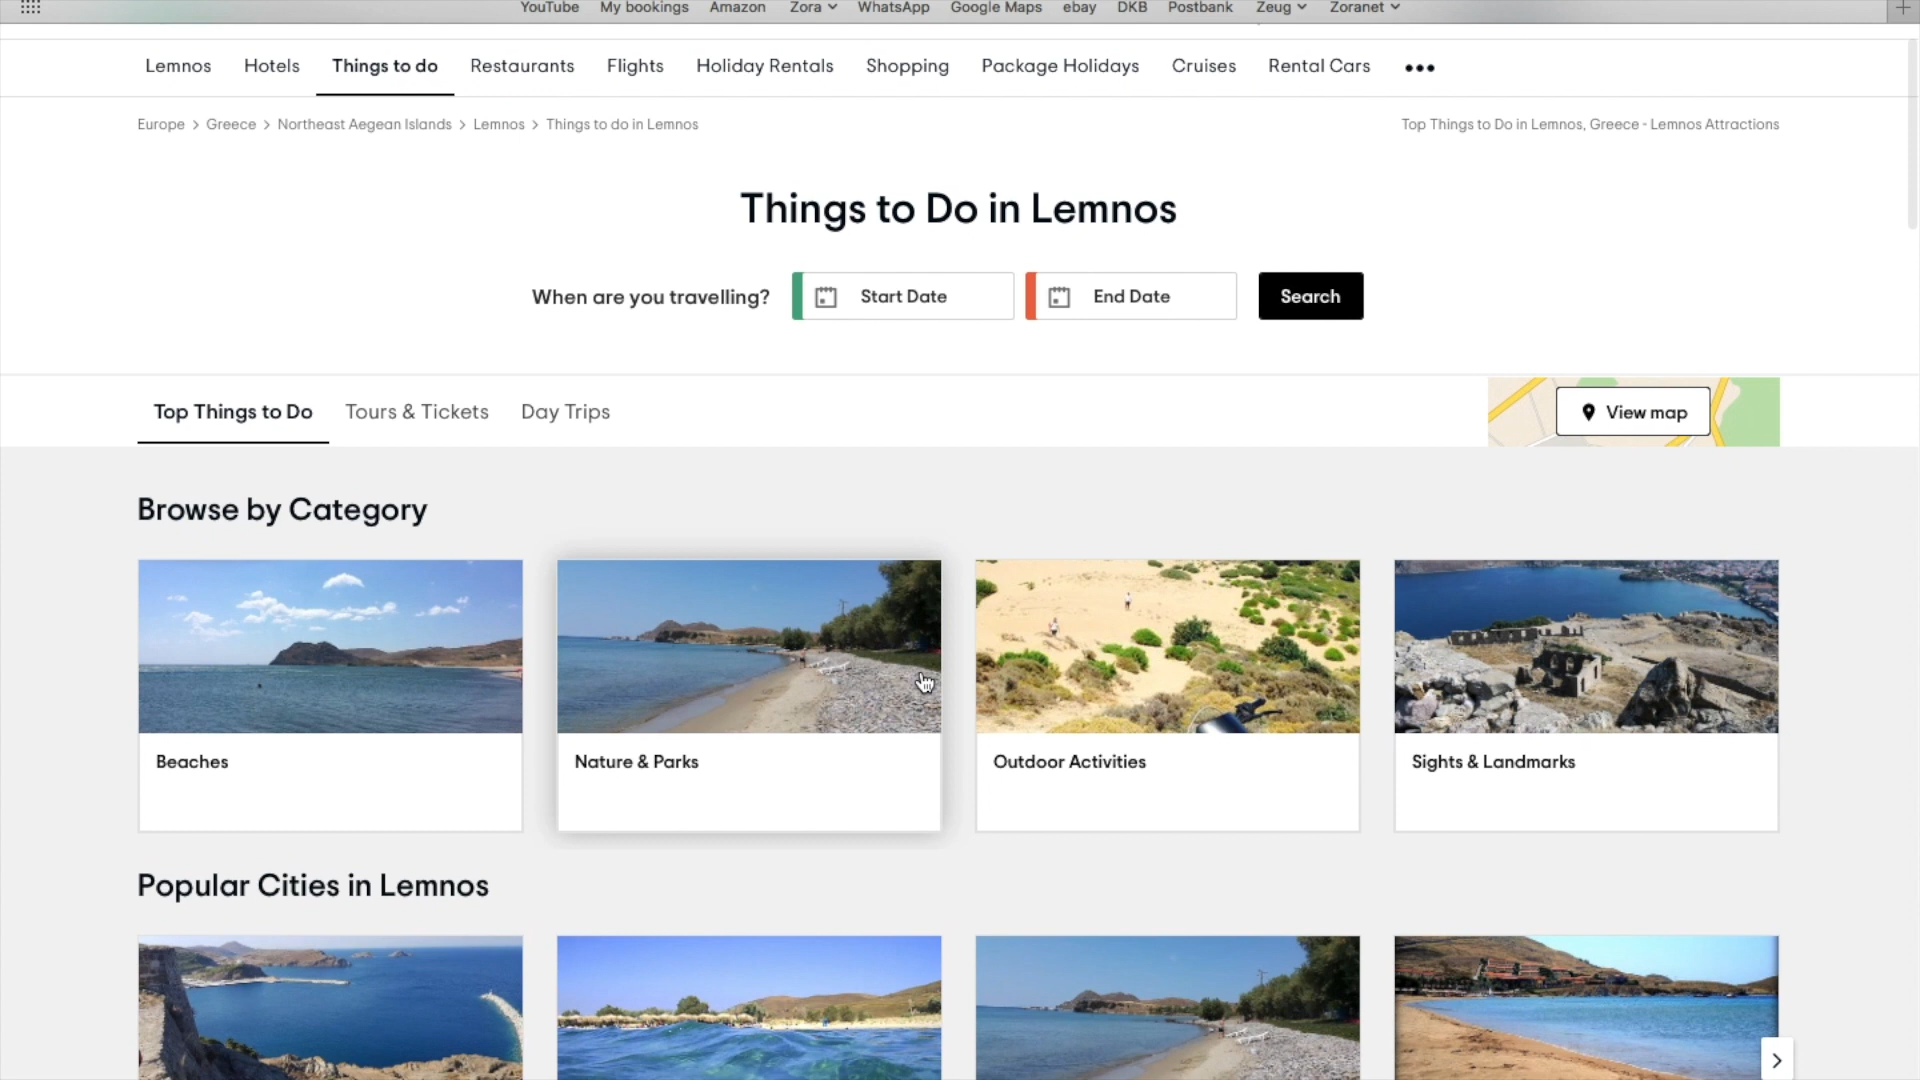 YouTube My bookings Amazon Zora WhatsApp Google Maps ebay DKB Postbank Zeug Zoranet
Lemnos Hotels Things to do Restaurants Flights Holiday Rentals Shopping Package Holidays Cruises Rental Cars
Europe > Greece > Northeast Aegean Islands > Lemnos > Things to do in Lemnos
Top Things to Do in Lemnos, Greece - Lemnos Attractions
Things to Do in Lemnos
When are you travelling? Start Date End Date Search
Top Things to Do Tours & Tickets Day Trips View map
Browse by Category
Beaches Nature & Parks Outdoor Activities Sights & Landmarks
Popular Cities in Lemnos